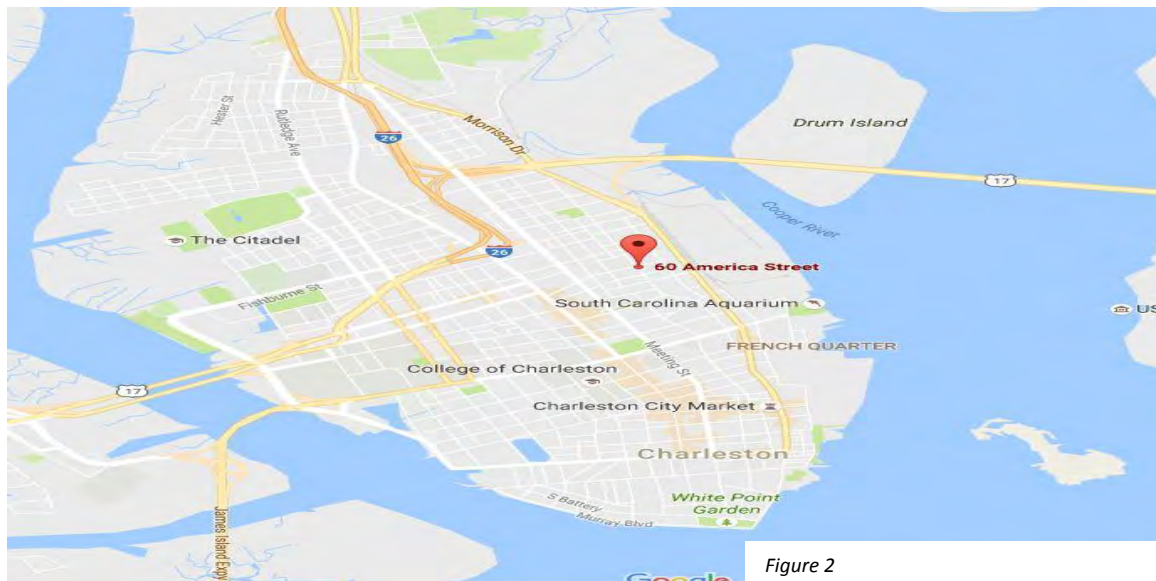 Hester St
Rutledge Ave
26
Morrison Dr
Drum Island
17
Cooper River
The Citadel
26
60 America Street
Fishburne St
South Carolina Aquarium
US
FRENCH QUARTER
Meeting St
College of Charleston
17
Charleston City Market
Charleston
S Battery
Murray Blvd
White Point
Garden
James Island Expy
Google
Figure 2